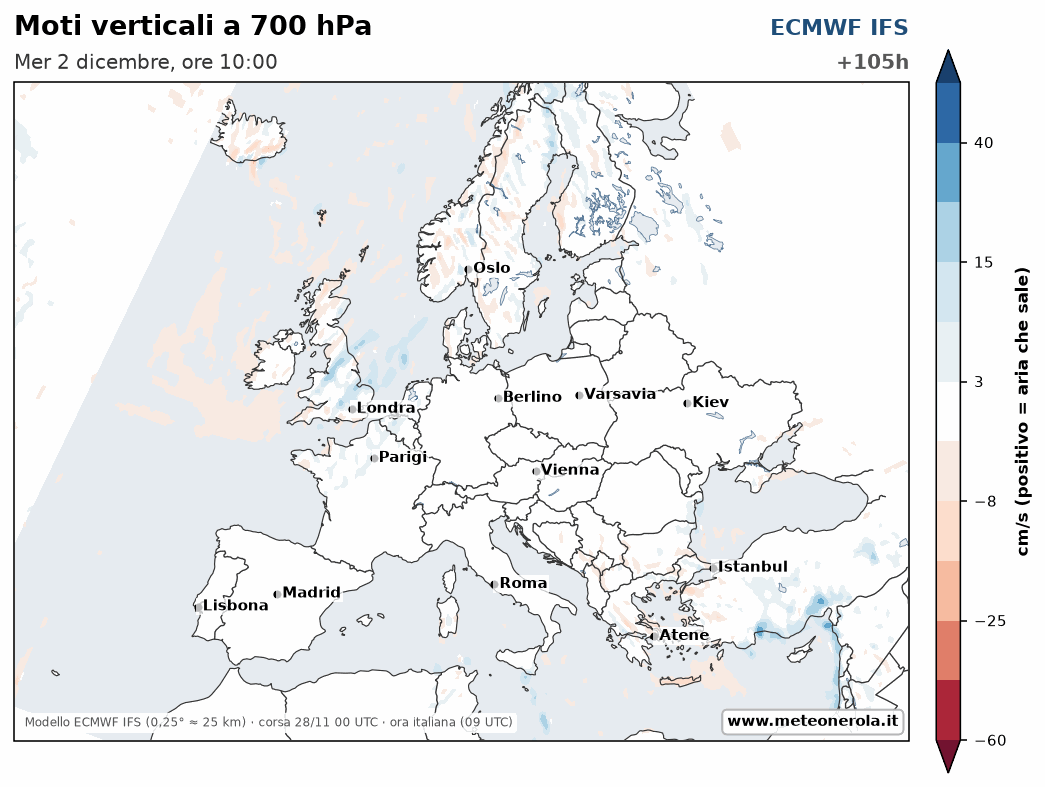 Moti verticali a 700 hPa
ECMWF IFS
Mer 2 dicembre, ore 10:00
+105h
40
15
3
−8
−25
−60
cm/s (positivo = aria che sale)
Oslo
Berlino
Varsavia
Kiev
Londra
Parigi
Vienna
Istanbul
Roma
Madrid
Lisbona
Atene
Modello ECMWF IFS (0,25° ≈ 25 km) · corsa 28/11 00 UTC · ora italiana (09 UTC)
www.meteonerola.it